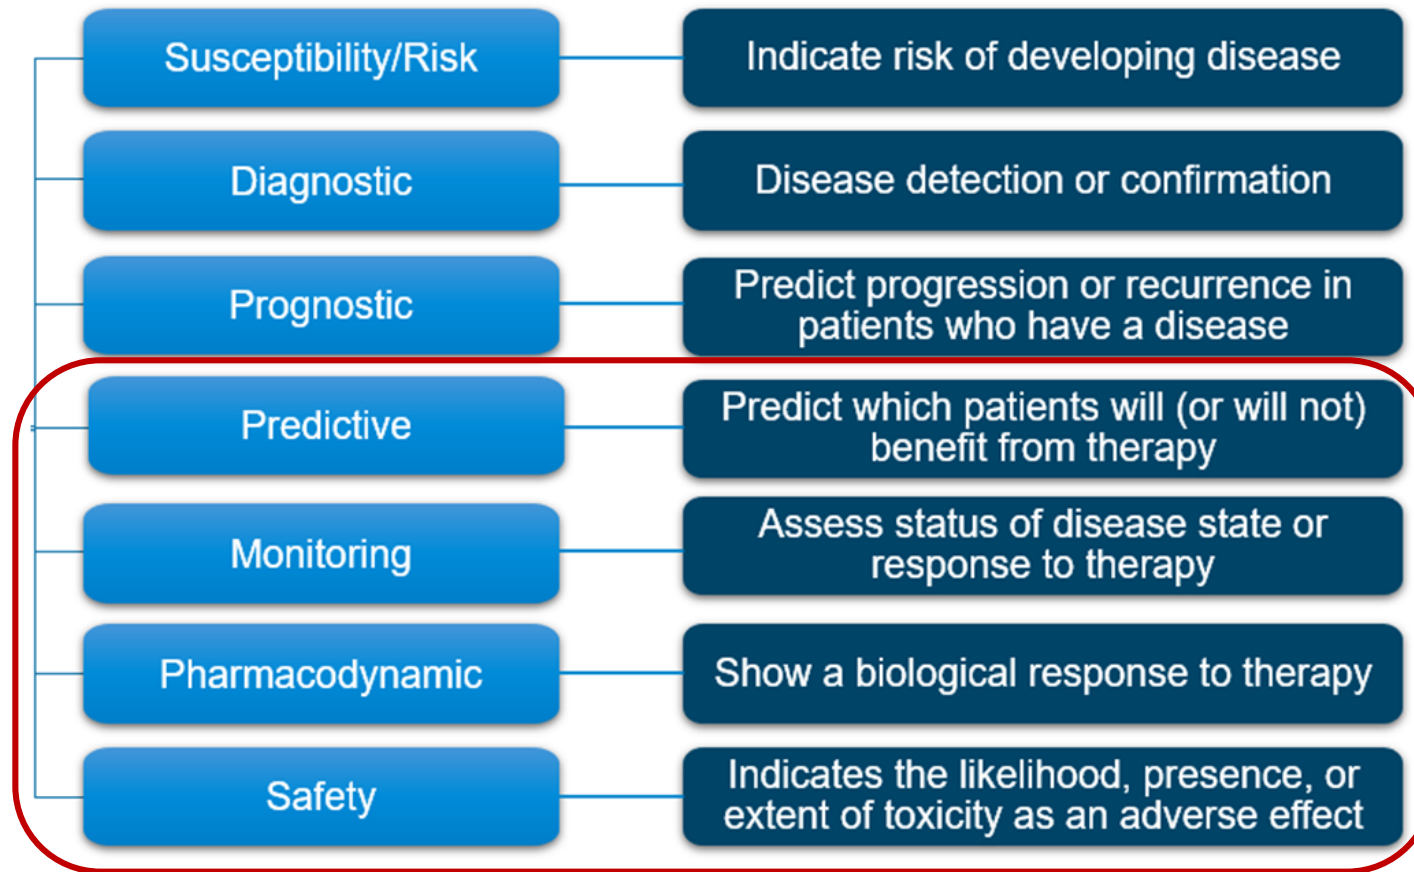 Susceptibility/Risk
Indicate risk of developing disease
Diagnostic
Disease detection or confirmation
Prognostic
Predict progression or recurrence in
patients who have a disease
Predictive
Predict which patients will (or will not)
benefit from therapy
Monitoring
Assess status of disease state or
response to therapy
Pharmacodynamic
Show a biological response to therapy
Safety
Indicates the likelihood, presence, or
extent of toxicity as an adverse effect